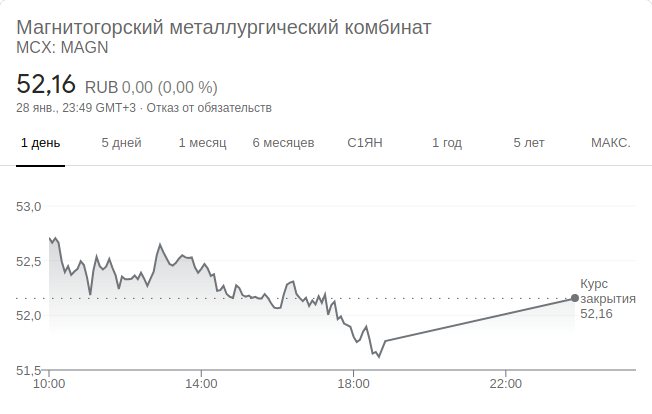 Магнитогорский металлургический комбинат
MCX: MAGN
52,16 RUB 0,00 (0,00 %)
28 янв., 23:49 GMT+3 · Отказ от обязательств
1 день 5 дней 1 месяц 6 месяцев С1ЯН 1 год 5 лет МАКС.
53,0
52,5
Курс
закрытия
52,16
52,0
51,5
10:00 14:00 18:00 22:00